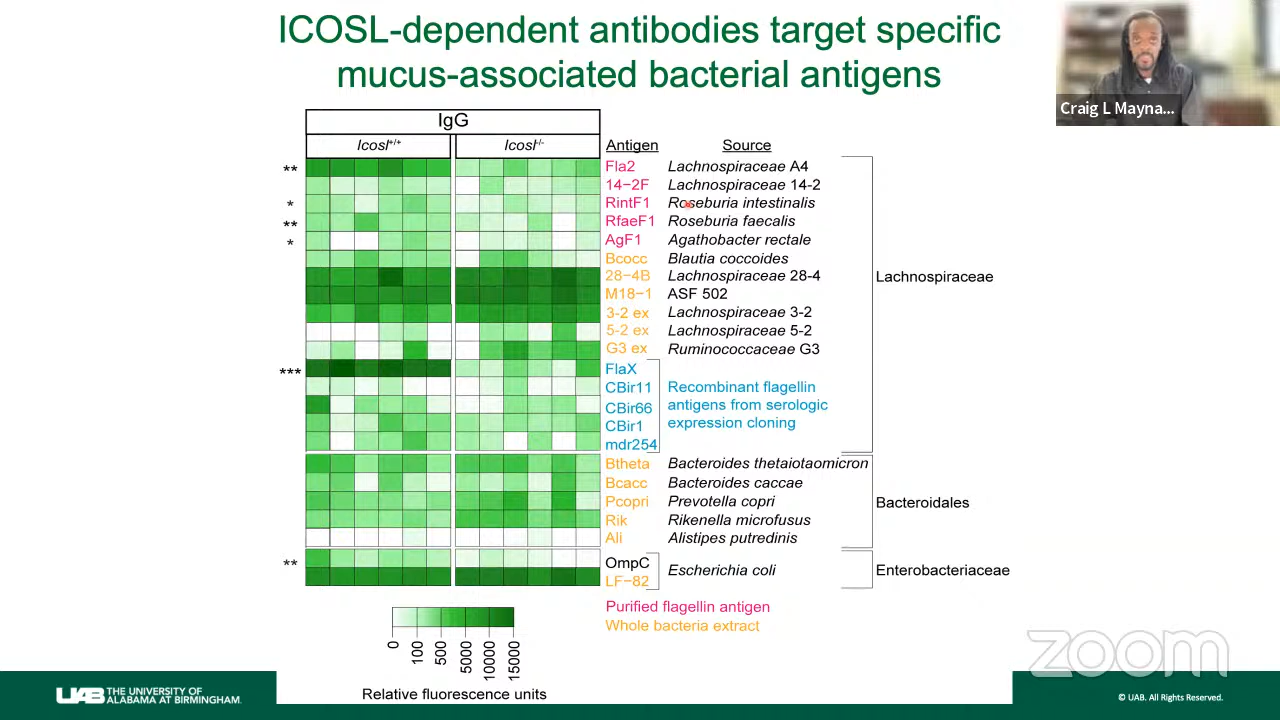 ICOSL-dependent antibodies target specific
mucus-associated bacterial antigens
Craig L Mayna...
IgG
Icosl+/+ Icosl-/- Antigen Source
** Fla2 Lachnospiraceae A4
14−2F Lachnospiraceae 14-2
* RintF1 Roseburia intestinalis
** RfaeF1 Roseburia faecalis
* AgF1 Agathobacter rectale
Bcocc Blautia coccoides
28−4B Lachnospiraceae 28-4
Lachnospiraceae
M18−1 ASF 502
3-2 ex Lachnospiraceae 3-2
5-2 ex Lachnospiraceae 5-2
G3 ex Ruminococcaceae G3
*** FlaX
CBir11 Recombinant flagellin
CBir66 antigens from serologic
CBir1 expression cloning
mdr254
Btheta Bacteroides thetaiotaomicron
Bcacc Bacteroides caccae
Pcopri Prevotella copri Bacteroidales
Rik Rikenella microfusus
Ali Alistipes putredinis
** OmpC
Escherichia coli Enterobacteriaceae
LF−82
Purified flagellin antigen
Whole bacteria extract
0 100 500 5000 10000 15000
Relative fluorescence units
zoom
UAB THE UNIVERSITY OF
ALABAMA AT BIRMINGHAM.
© UAB. All Rights Reserved.